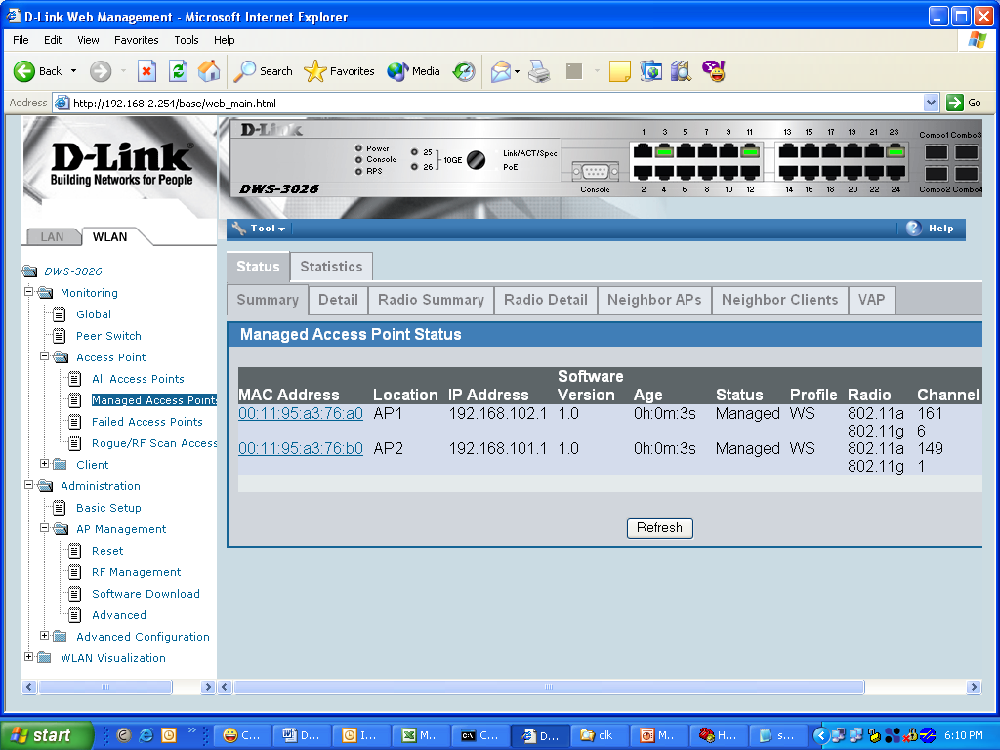 D-Link Web Management - Microsoft Internet Explorer
File Edit View Favorites Tools Help
Back Search Favorites Media
Address http://192.168.2.254/base/web_main.html Go
D-Link
Building Networks for People
D-Link
Power
Console
RPS
25
26
10GE
Link/ACT/Spee
PoE
DWS-3026
Console
1 3 5 7 9 11 13 15 17 19 21 23 Combo1 Combo3
2 4 6 8 10 12 14 16 18 20 22 24 Combo2 Combo4
LAN WLAN
Tool Help
DWS-3026
Monitoring
Global
Peer Switch
Access Point
All Access Points
Managed Access Points
Failed Access Points
Rogue/RF Scan Access
Client
Administration
Basic Setup
AP Management
Reset
RF Management
Software Download
Advanced
Advanced Configuration
WLAN Visualization
Status Statistics
Summary Detail Radio Summary Radio Detail Neighbor APs Neighbor Clients VAP
Managed Access Point Status
MAC Address Location IP Address Software Version Age Status Profile Radio Channel
00:11:95:a3:76:a0 AP1 192.168.102.1 1.0 0h:0m:3s Managed WS 802.11a 161
802.11g 6
00:11:95:a3:76:b0 AP2 192.168.101.1 1.0 0h:0m:3s Managed WS 802.11a 149
802.11g 1
Refresh
start C... D... I... M... C... D... dlk M... H... s... 6:10 PM